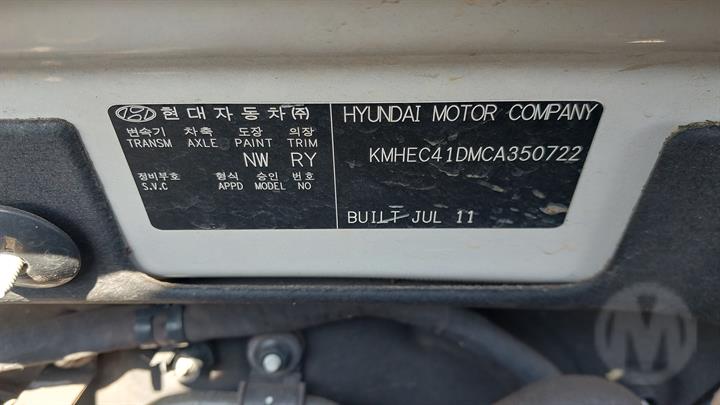 현대자동차㈜
변속기 차축 도장 의장
TRANSM AXLE PAINT TRIM
NW RY
정비부호 형식 승인 번호
S.V.C APPD MODEL NO
HYUNDAI MOTOR COMPANY
KMHEC41DMCA350722
BUILT JUL 11
M